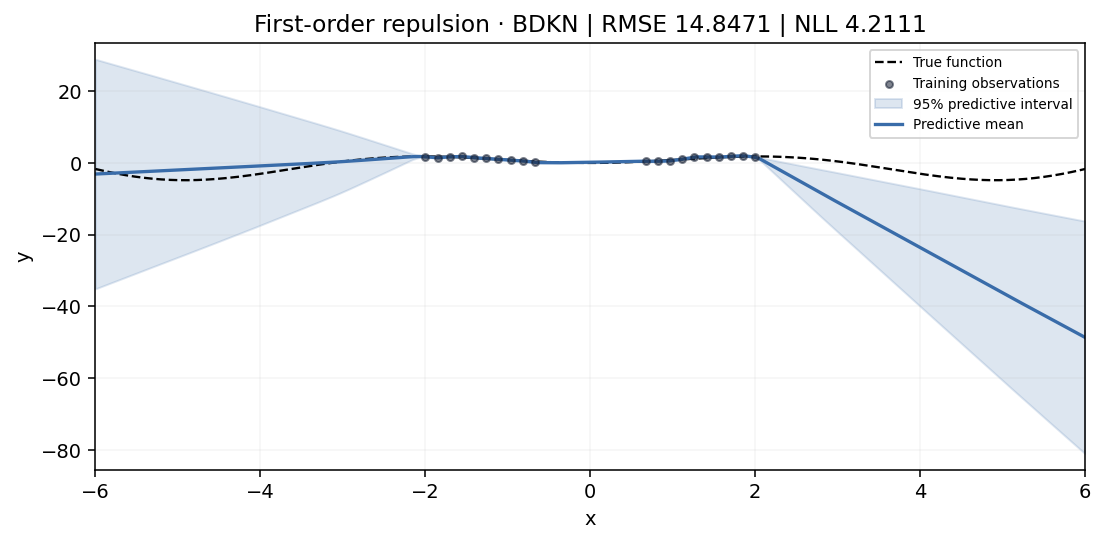 First-order repulsion · BDKN | RMSE 14.8471 | NLL 4.2111
True function
Training observations
95% predictive interval
Predictive mean
y
20
0
−20
−40
−60
−80
−6
−4
−2
0
2
4
6
x